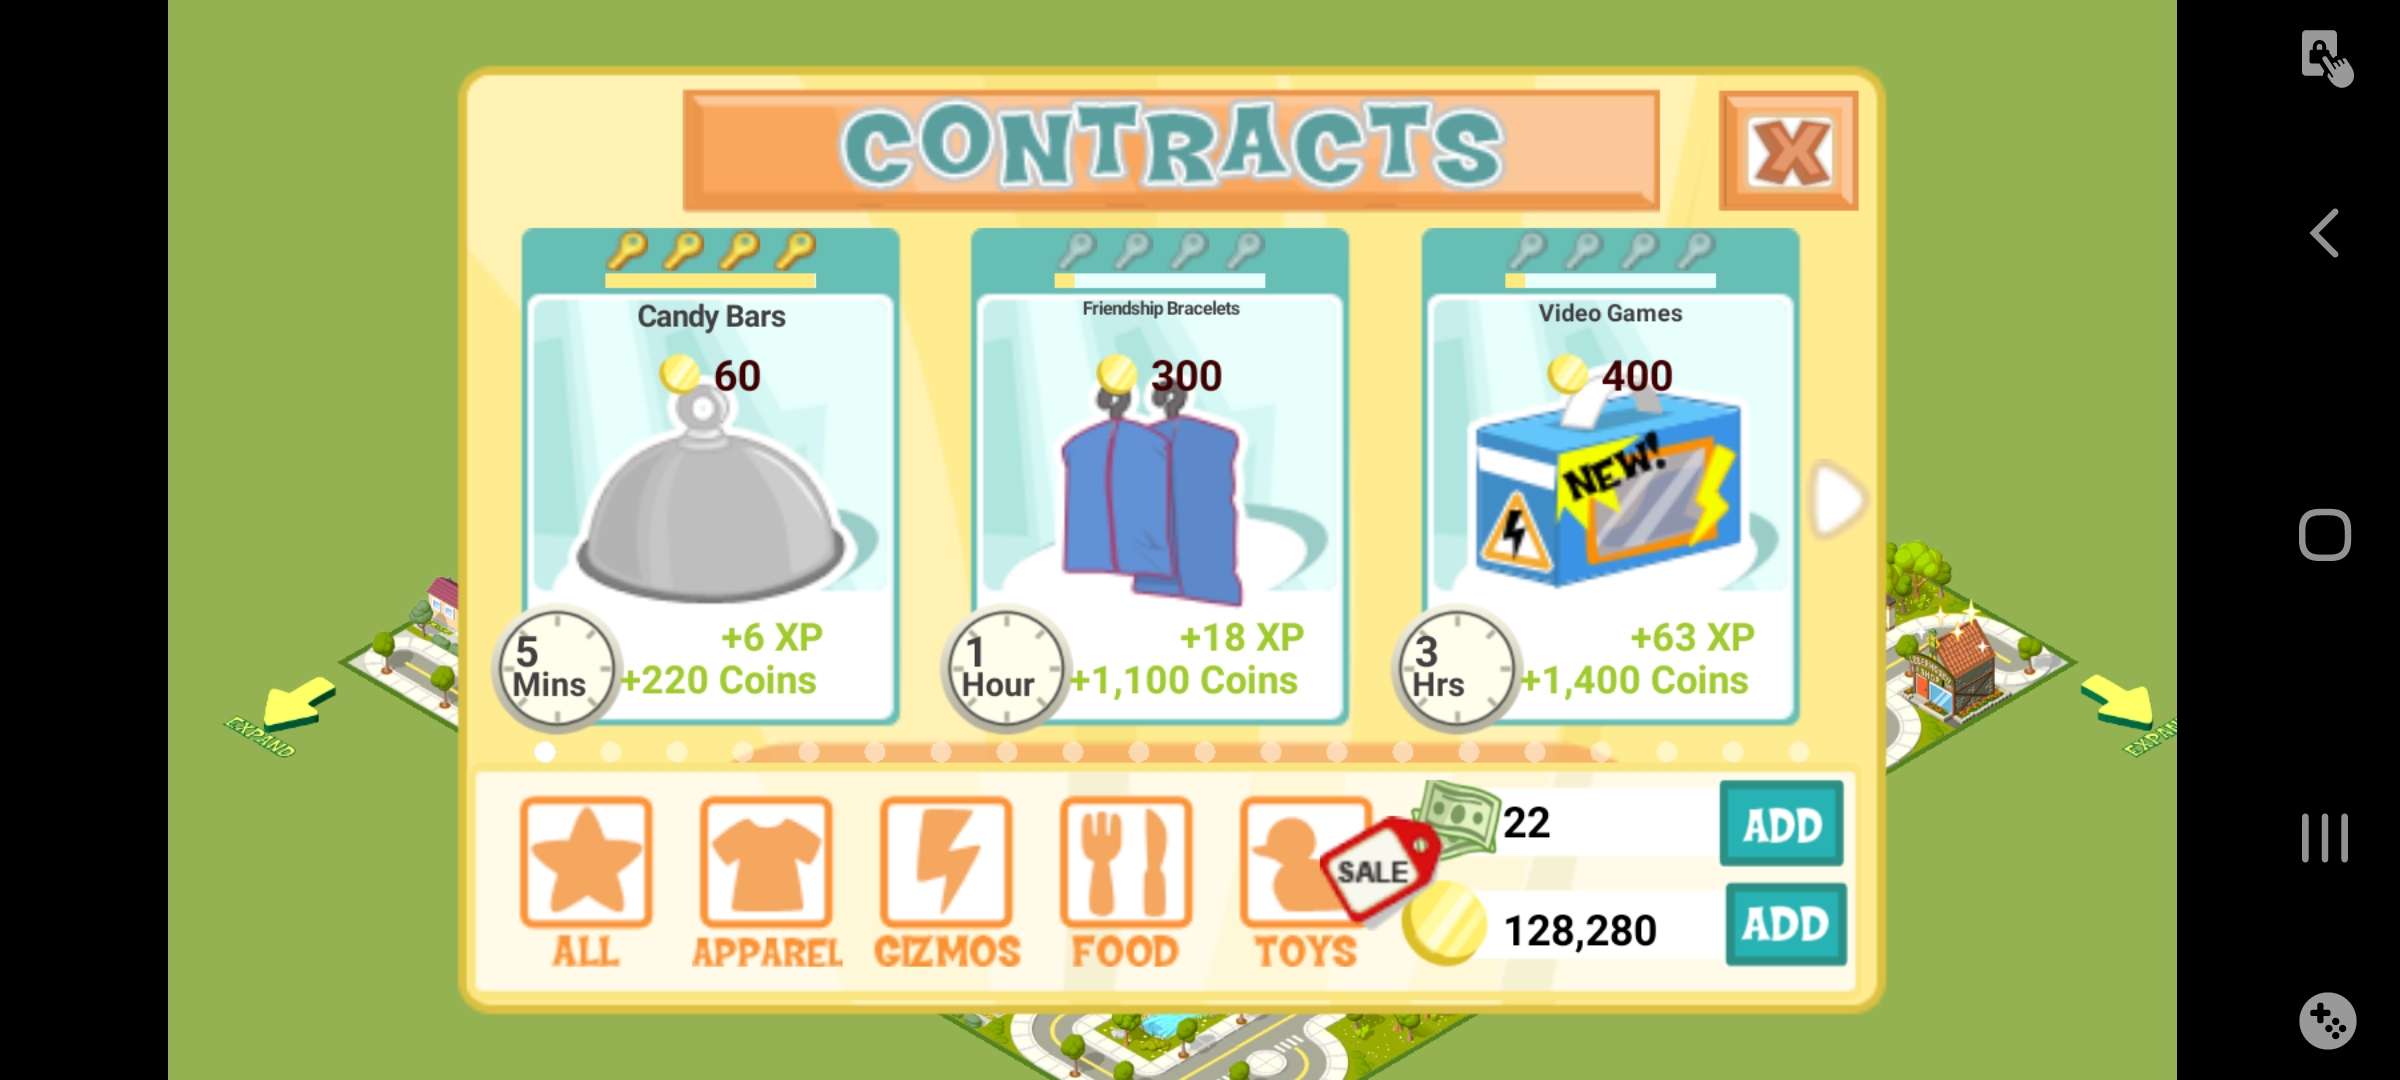 CONTRACTS
X
Candy Bars
60
5
Mins
+6 XP
+220 Coins
Friendship Bracelets
300
1
Hour
+18 XP
+1,100 Coins
Video Games
400
NEW!
3
Hrs
+63 XP
+1,400 Coins
EXPAND
ALL
APPAREL
GIZMOS
FOOD
TOYS
SALE
22
ADD
128,280
ADD